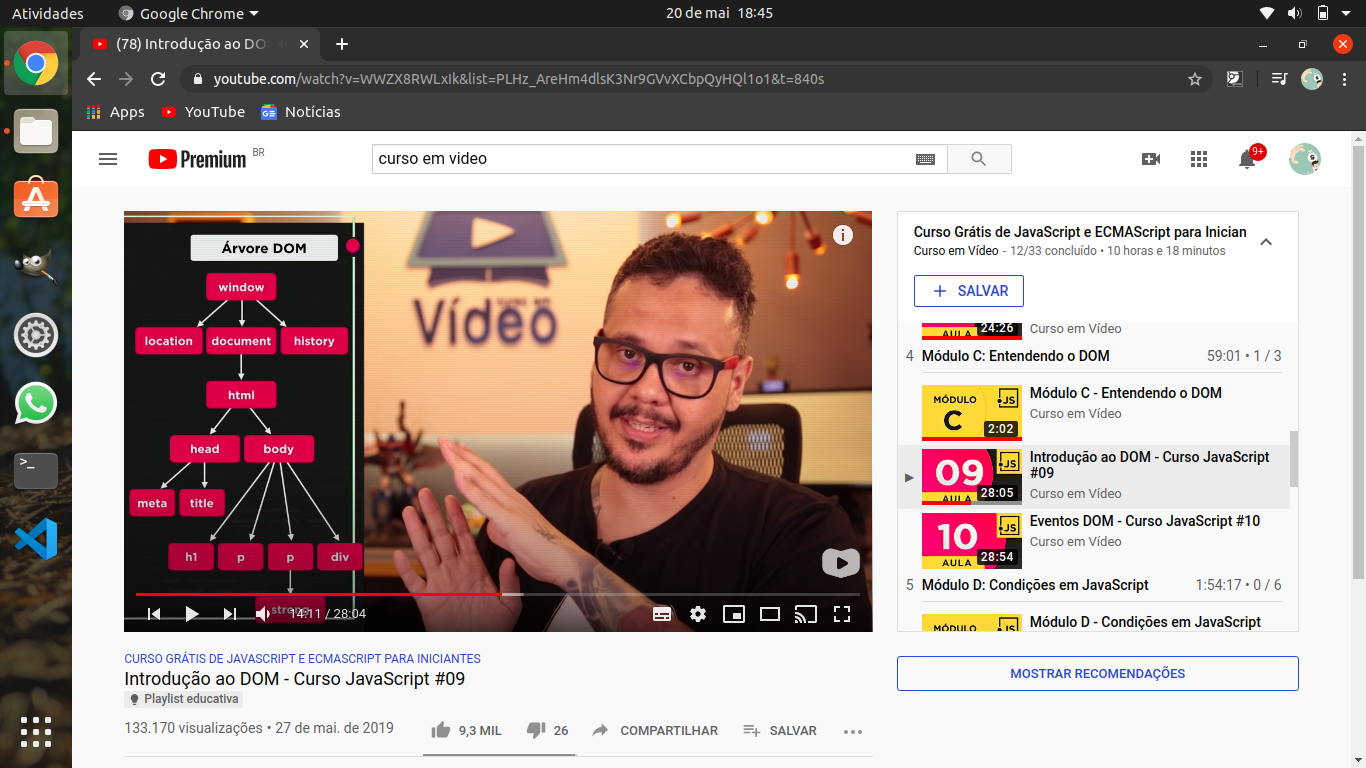 Atividades Google Chrome 20 de mai 18:45
(78) Introdução ao DO
youtube.com/watch?v=WWZX8RWLxIk&list=PLHz_AreHm4dlsK3Nr9GVvXCbpQyHQl1o1&t=840s
Apps YouTube Notícias
Premium BR
curso em video
9+
Árvore DOM
window
location document history
html
head body
meta title
h1 p p div
strong
CURSO EM
Vídeo
14:11 / 28:04
CURSO GRÁTIS DE JAVASCRIPT E ECMASCRIPT PARA INICIANTES
Introdução ao DOM - Curso JavaScript #09
Playlist educativa
133.170 visualizações • 27 de mai. de 2019
9,3 MIL 26 COMPARTILHAR SALVAR
Curso Grátis de JavaScript e ECMAScript para Inician
Curso em Vídeo - 12/33 concluído • 10 horas e 18 minutos
SALVAR
AULA 24:26
Curso em Vídeo
4 Módulo C: Entendendo o DOM 59:01 • 1 / 3
MÓDULO C JS 2:02
Módulo C - Entendendo o DOM
Curso em Vídeo
09 AULA JS 28:05
Introdução ao DOM - Curso JavaScript
#09
Curso em Vídeo
10 AULA JS 28:54
Eventos DOM - Curso JavaScript #10
Curso em Vídeo
5 Módulo D: Condições em JavaScript 1:54:17 • 0 / 6
MÓDULO JS
Módulo D - Condições em JavaScript
MOSTRAR RECOMENDAÇÕES
>_